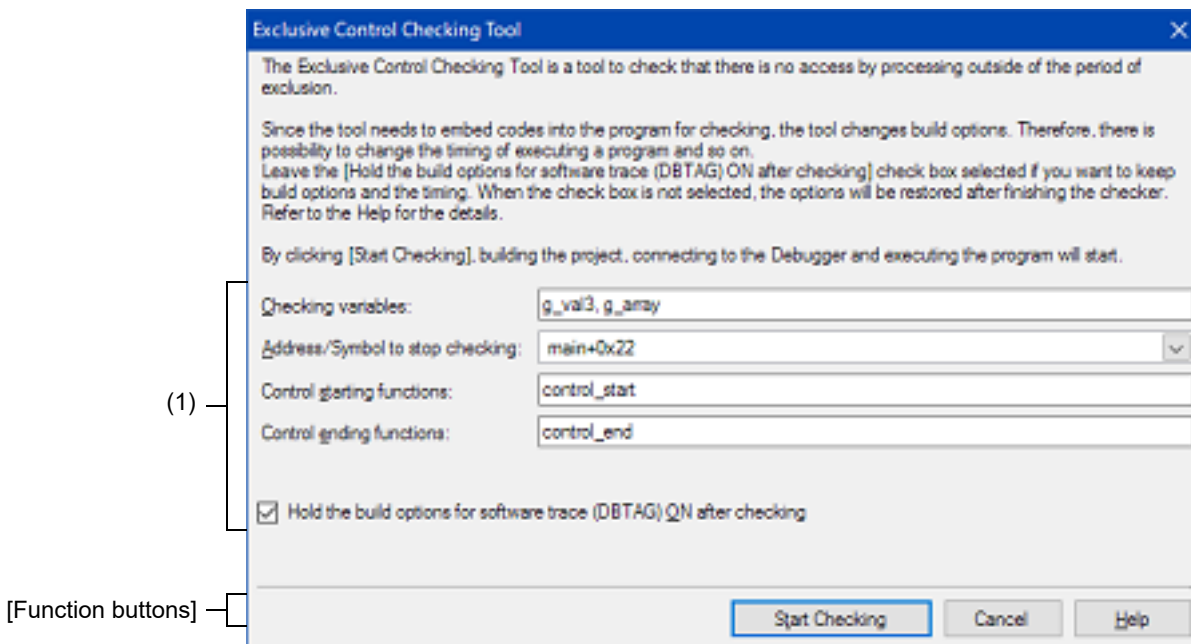 Exclusive Control Checking Tool
The Exclusive Control Checking Tool is a tool to check that there is no access by processing outside of the period of
exclusion.
Since the tool needs to embed codes into the program for checking, the tool changes build options. Therefore, there is
possibility to change the timing of executing a program and so on.
Leave the [Hold the build options for software trace (DBTAG) ON after checking] check box selected if you want to keep
build options and the timing. When the check box is not selected, the options will be restored after finishing the checker.
Refer to the Help for the details.
By clicking [Start Checking], building the project, connecting to the Debugger and executing the program will start.
Checking variables: g_val3, g_array
Address/Symbol to stop checking: main+0x22
(1)
Control starting functions: control_start
Control ending functions: control_end
Hold the build options for software trace (DBTAG) ON after checking
[Function buttons]
Start Checking Cancel Help